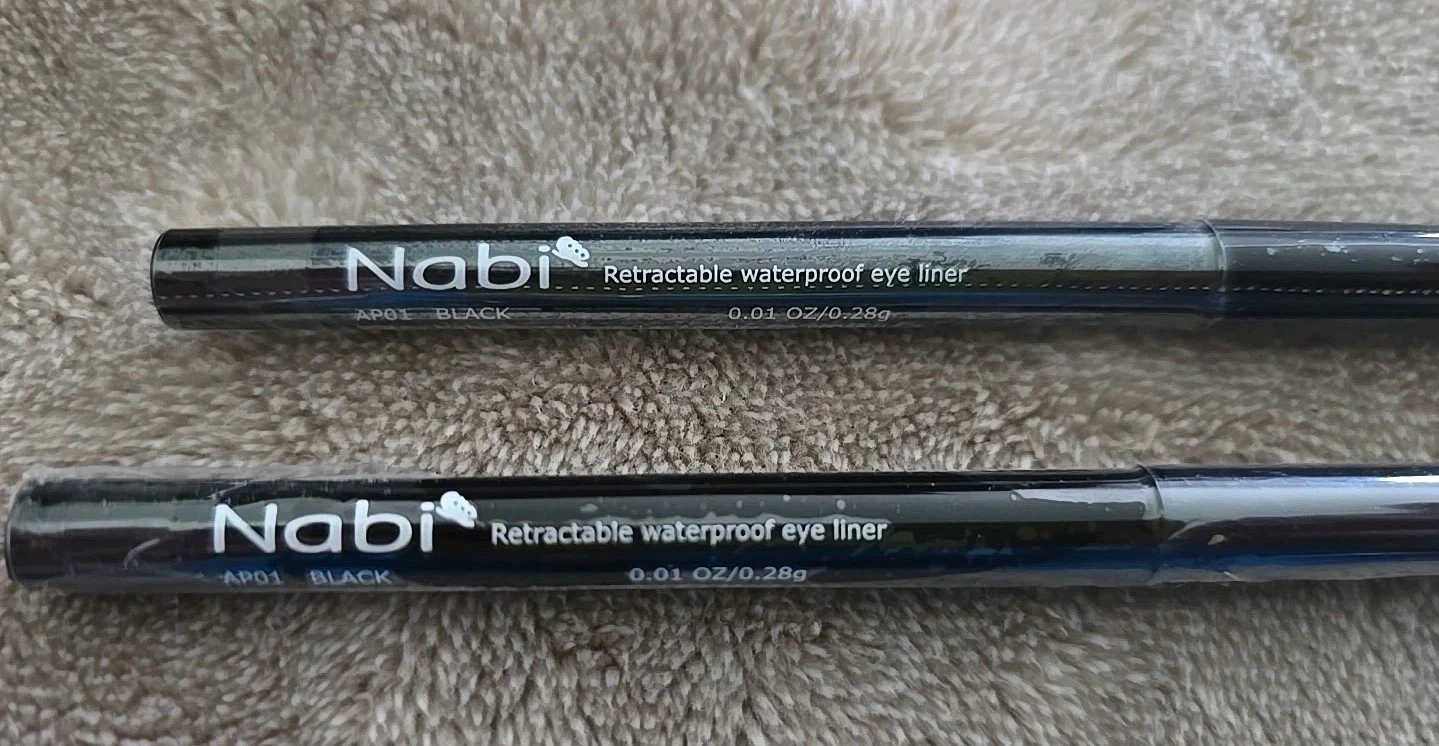 Nabi Retractable waterproof eye liner
AP01 BLACK 0.01 OZ/0.28g
Nabi Retractable waterproof eye liner
AP01 BLACK 0.01 OZ/0.28g